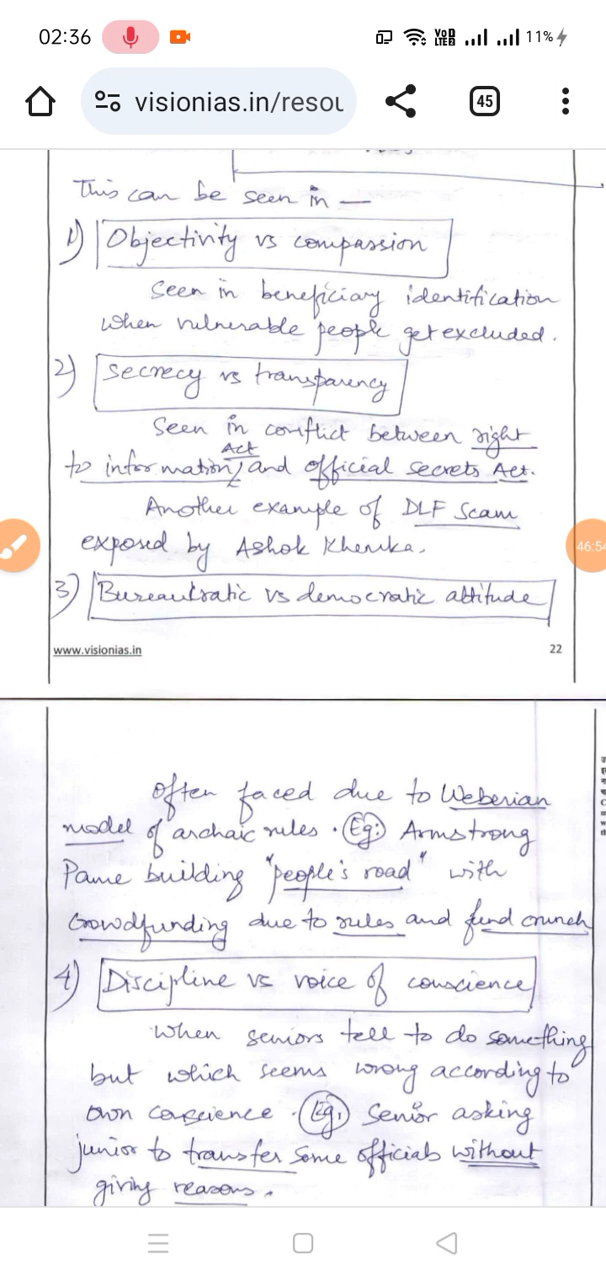 02:36
VoD LTED 11%
visionias.in/resou
45
This can be seen in —
1) Objectivity vs compassion
Seen in beneficiary identification
when vulnerable people get excluded.
2) secrecy vs transparency
Seen in conflict between right
to information Act, and official secrets Act.
Another example of DLF Scam
exposed by Ashok Khemka.
46:54
3) Bureautratic vs democratic attitude
www.visionias.in
22
Often faced due to Weberian
model of archaic rules. Eg: Armstrong
Pame building "people's road" with
Crowdfunding due to rules and fund crunch
4) Discipline vs voice of conscience
When seniors tell to do something
but which seems wrong according to
own conscience. Eg, Senior asking
junior to transfer some officials without
giving reasons.